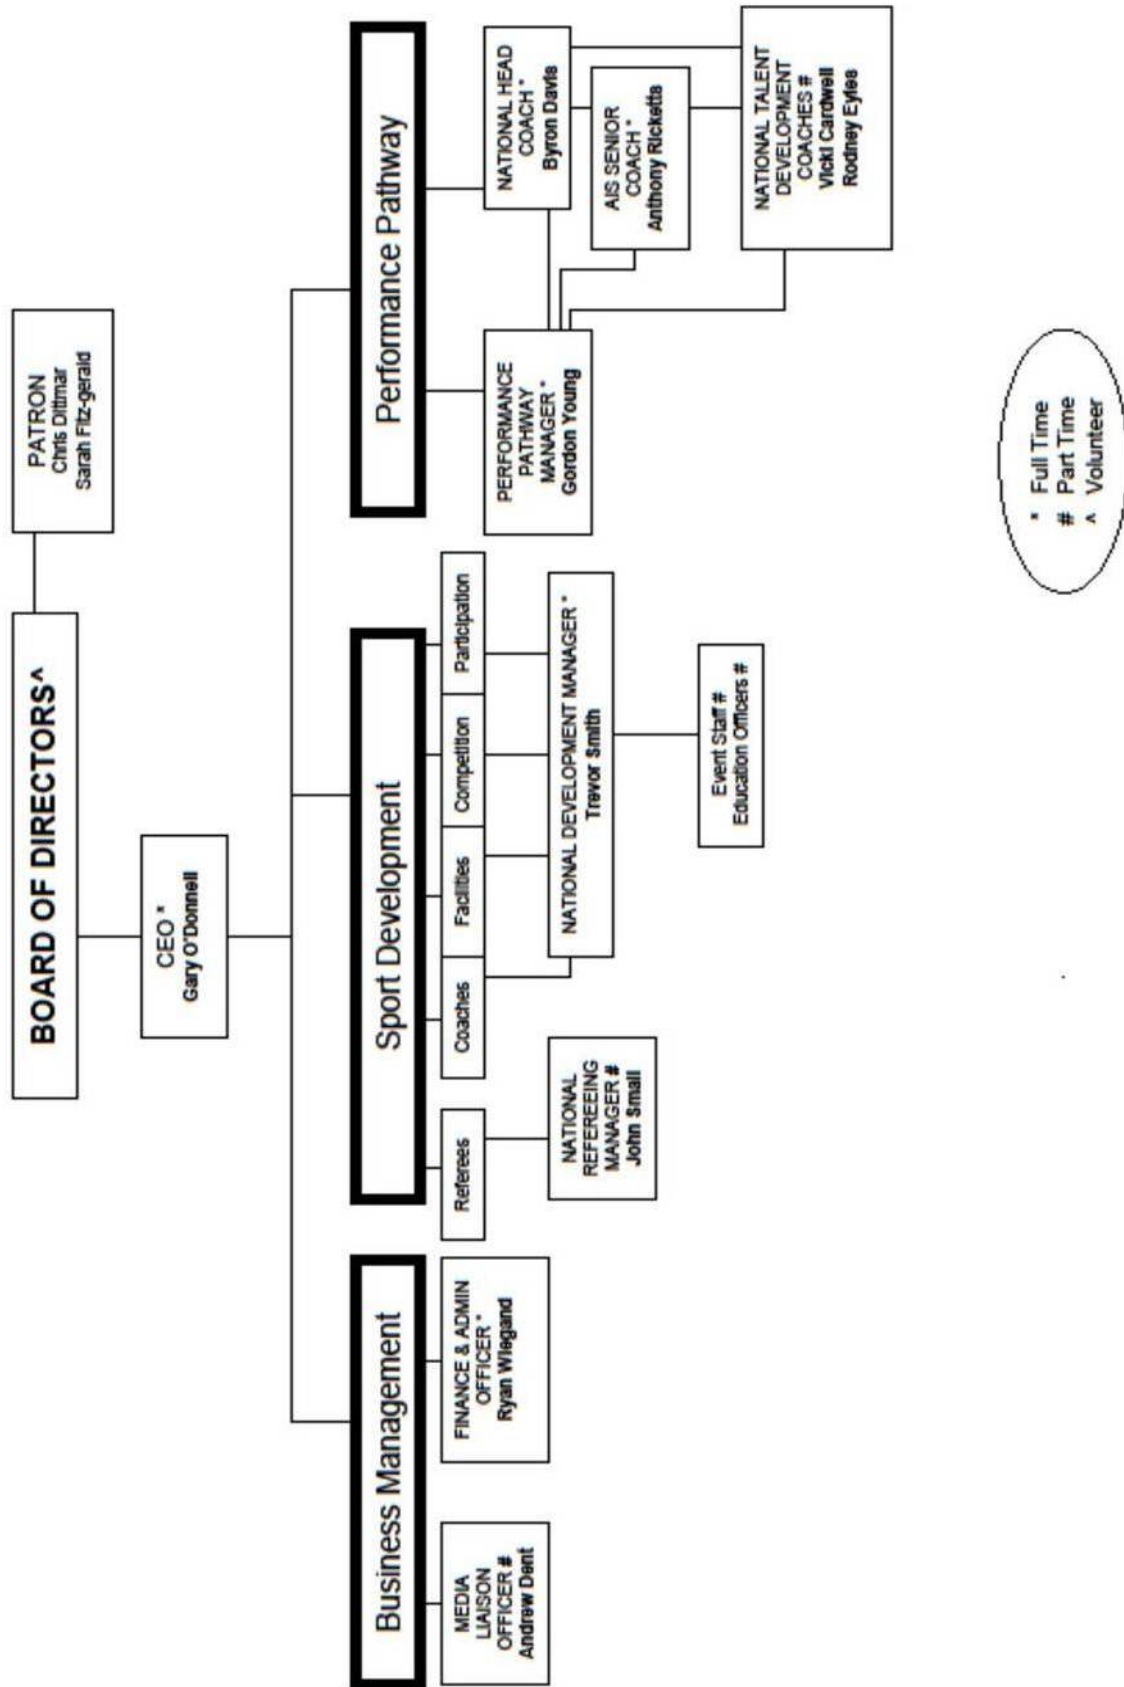 BOARD OF DIRECTORS^
PATRON
Chris Dittmar
Sarah Fitz-gerald
CEO *
Gary O'Donnell
Business Management
Sport Development
Performance Pathway
MEDIA
LIAISON
OFFICER #
Andrew Dent
FINANCE & ADMIN
OFFICER *
Ryan Wiegand
Referees
Coaches
Facilities
Competition
Participation
NATIONAL
REFEREEING
MANAGER #
John Small
NATIONAL DEVELOPMENT MANAGER *
Trevor Smith
Event Staff #
Education Officers #
PERFORMANCE
PATHWAY
MANAGER *
Gordon Young
NATIONAL HEAD
COACH *
Byron Davis
AIS SENIOR
COACH *
Anthony Ricketts
NATIONAL TALENT
DEVELOPMENT
COACHES #
Vicki Cardwell
Rodney Eyles
* Full Time
# Part Time
^ Volunteer